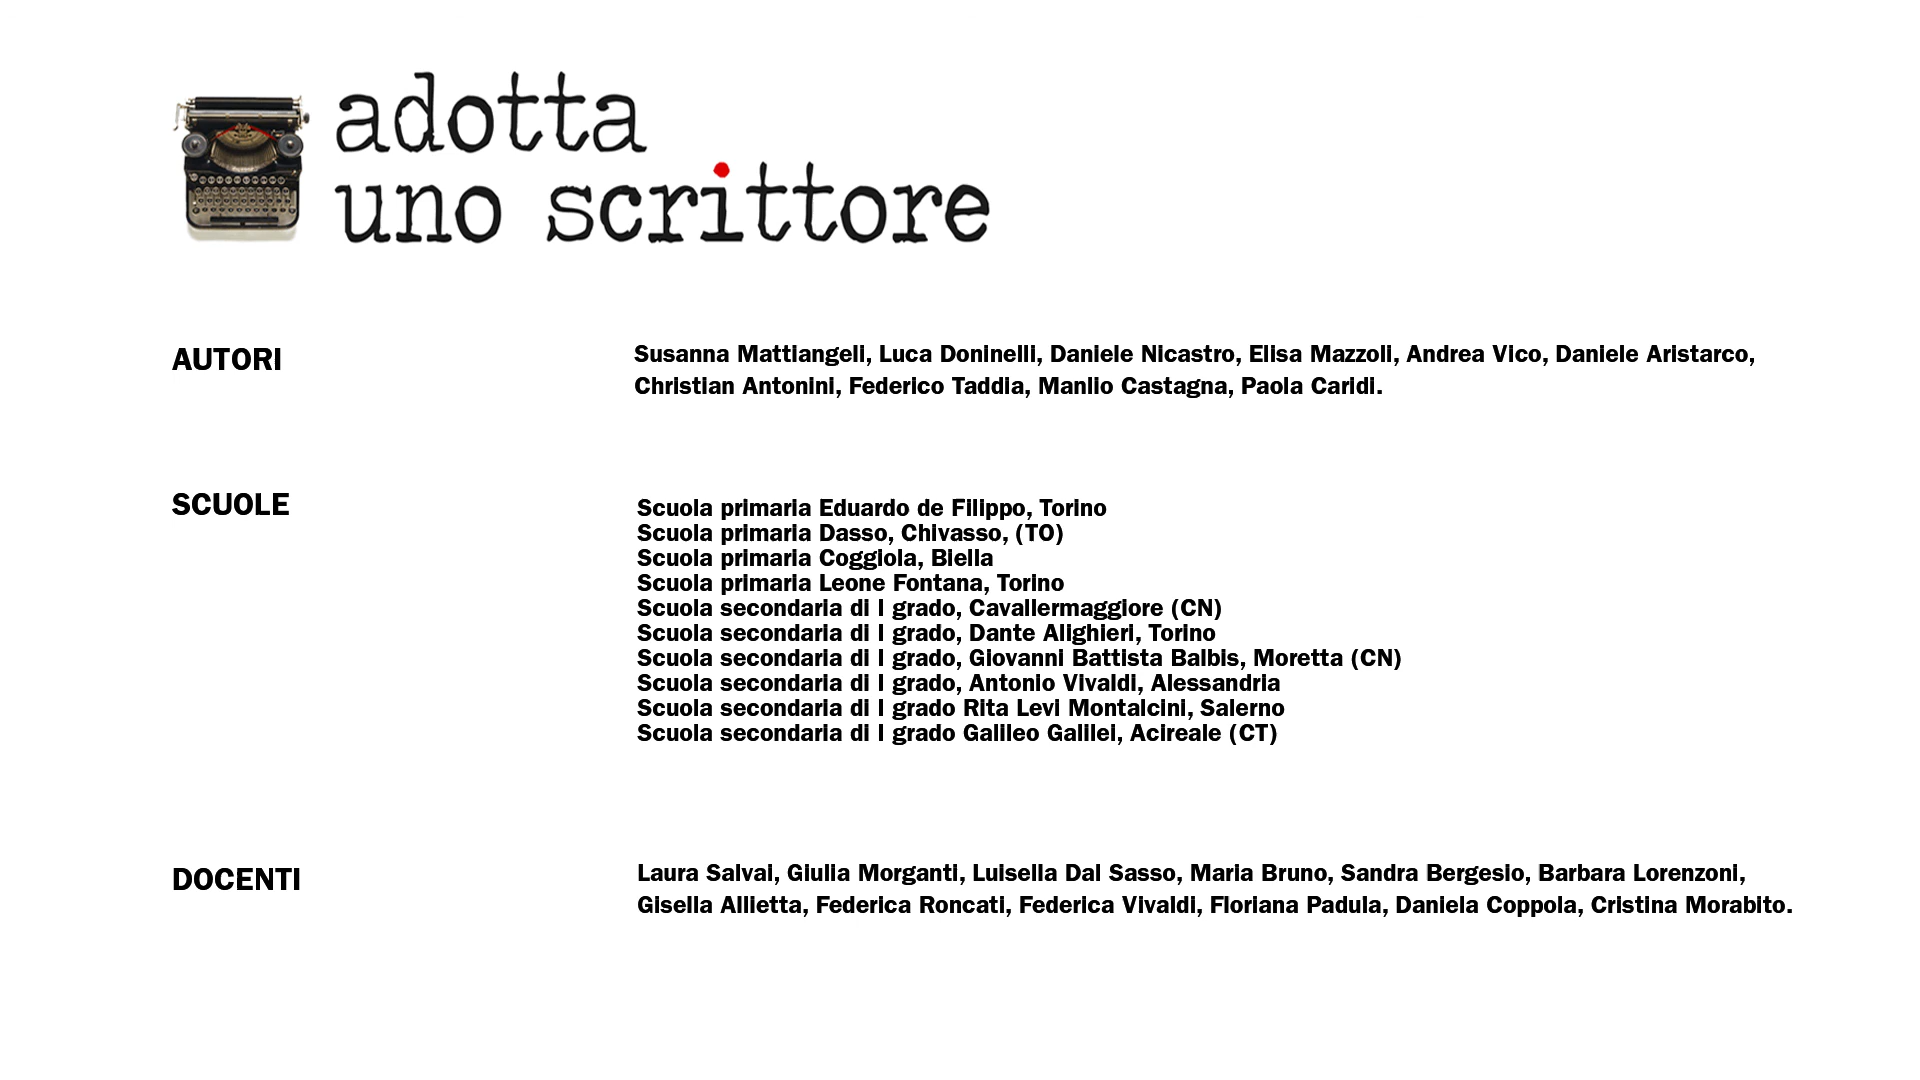 adotta
uno scrittore
AUTORI
Susanna Mattiangeli, Luca Doninelli, Daniele Nicastro, Elisa Mazzoli, Andrea Vico, Daniele Aristarco,
Christian Antonini, Federico Taddia, Manlio Castagna, Paola Caridi.
SCUOLE
Scuola primaria Eduardo de Filippo, Torino
Scuola primaria Dasso, Chivasso, (TO)
Scuola primaria Coggiola, Biella
Scuola primaria Leone Fontana, Torino
Scuola secondaria di I grado, Cavallermaggiore (CN)
Scuola secondaria di I grado, Dante Alighieri, Torino
Scuola secondaria di I grado, Giovanni Battista Balbis, Moretta (CN)
Scuola secondaria di I grado, Antonio Vivaldi, Alessandria
Scuola secondaria di I grado Rita Levi Montalcini, Salerno
Scuola secondaria di I grado Galileo Galilei, Acireale (CT)
DOCENTI
Laura Salvai, Giulia Morganti, Luisella Dal Sasso, Maria Bruno, Sandra Bergesio, Barbara Lorenzoni,
Gisella Allietta, Federica Roncati, Federica Vivaldi, Floriana Padula, Daniela Coppola, Cristina Morabito.